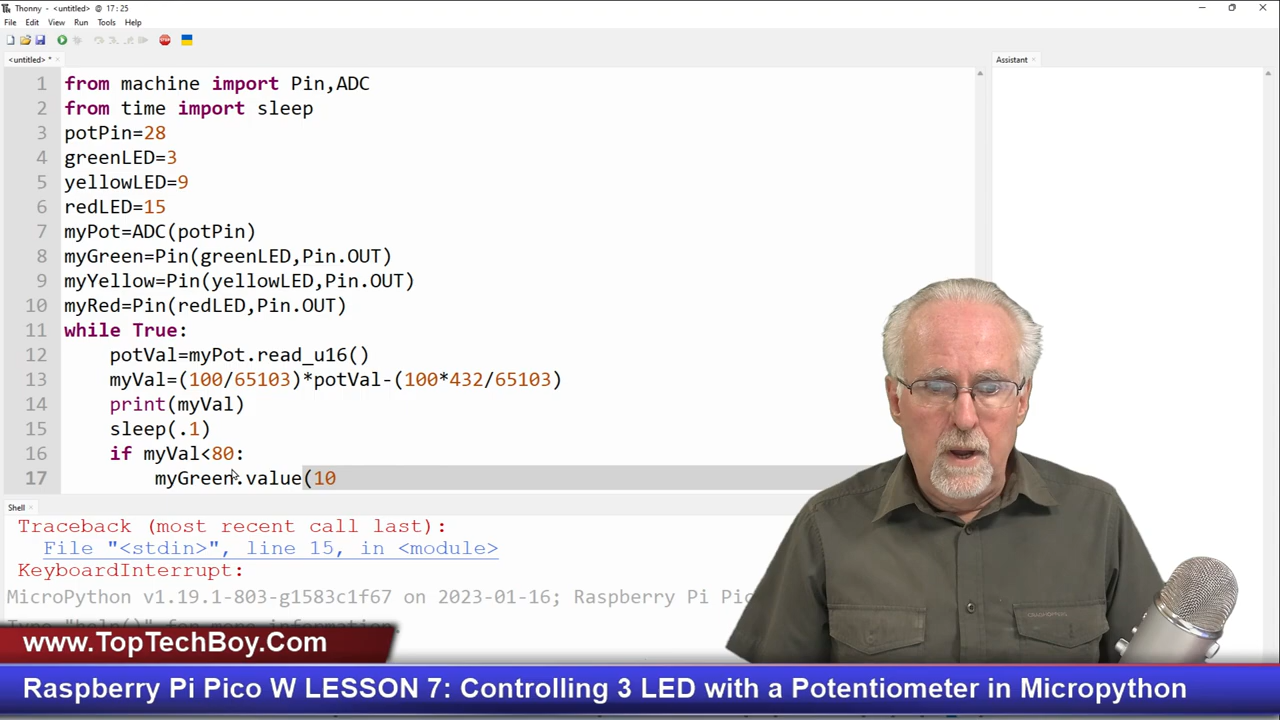 Thonny - <untitled> @ 17 : 25
File Edit View Run Tools Help
<untitled> *
Assistant
1 from machine import Pin,ADC
2 from time import sleep
3 potPin=28
4 greenLED=3
5 yellowLED=9
6 redLED=15
7 myPot=ADC(potPin)
8 myGreen=Pin(greenLED,Pin.OUT)
9 myYellow=Pin(yellowLED,Pin.OUT)
10 myRed=Pin(redLED,Pin.OUT)
11 while True:
12 potVal=myPot.read_u16()
13 myVal=(100/65103)*potVal-(100*432/65103)
14 print(myVal)
15 sleep(.1)
16 if myVal<80:
17 myGreen.value(10
Shell
Traceback (most recent call last):
File "<stdin>", line 15, in <module>
KeyboardInterrupt:
MicroPython v1.19.1-803-g1583c1f67 on 2023-01-16; Raspberry Pi
www.TopTechBoy.Com
Raspberry Pi Pico W LESSON 7: Controlling 3 LED with a Potentiometer in Micropython